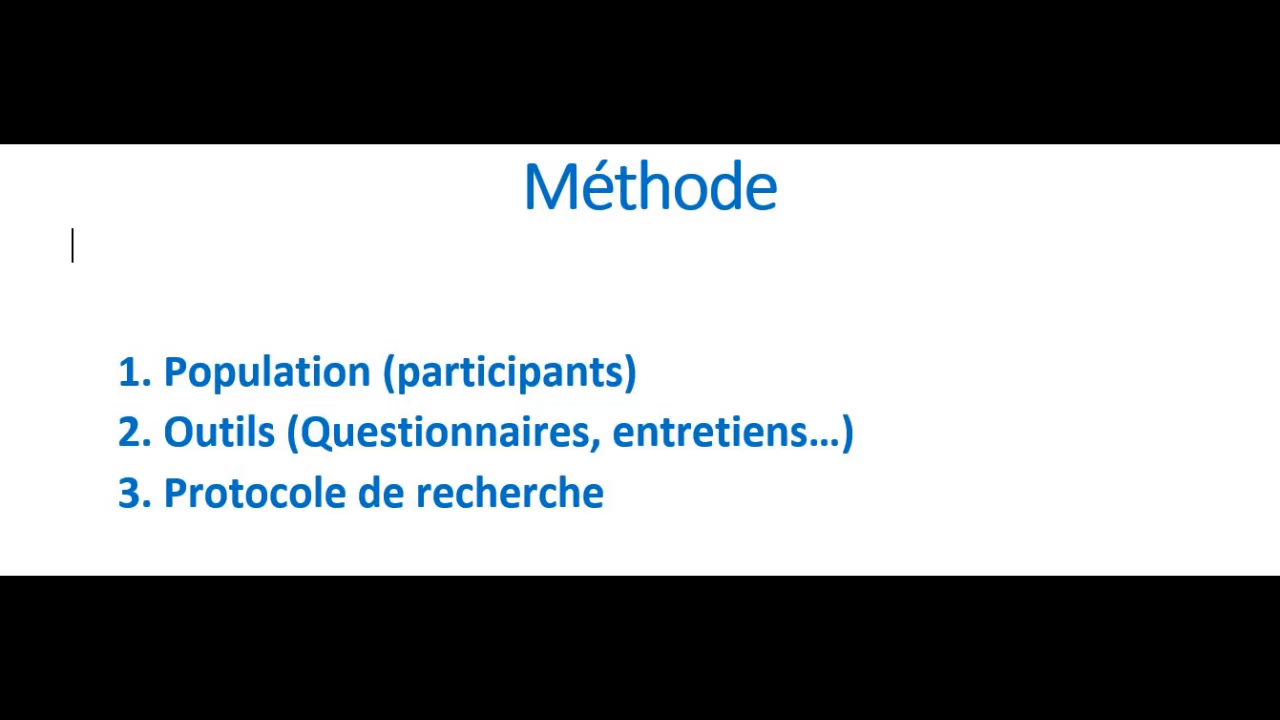 Méthode
1. Population (participants)
2. Outils (Questionnaires, entretiens...)
3. Protocole de recherche